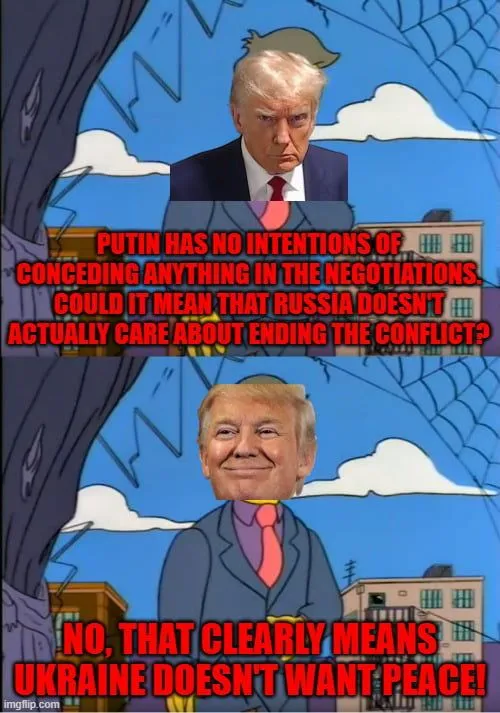 PUTIN HAS NO INTENTIONS OF
CONCEDING ANYTHING IN THE NEGOTIATIONS.
COULD IT MEAN THAT RUSSIA DOESN'T
ACTUALLY CARE ABOUT ENDING THE CONFLICT?
NO, THAT CLEARLY MEANS
UKRAINE DOESN'T WANT PEACE!
imgflip.com